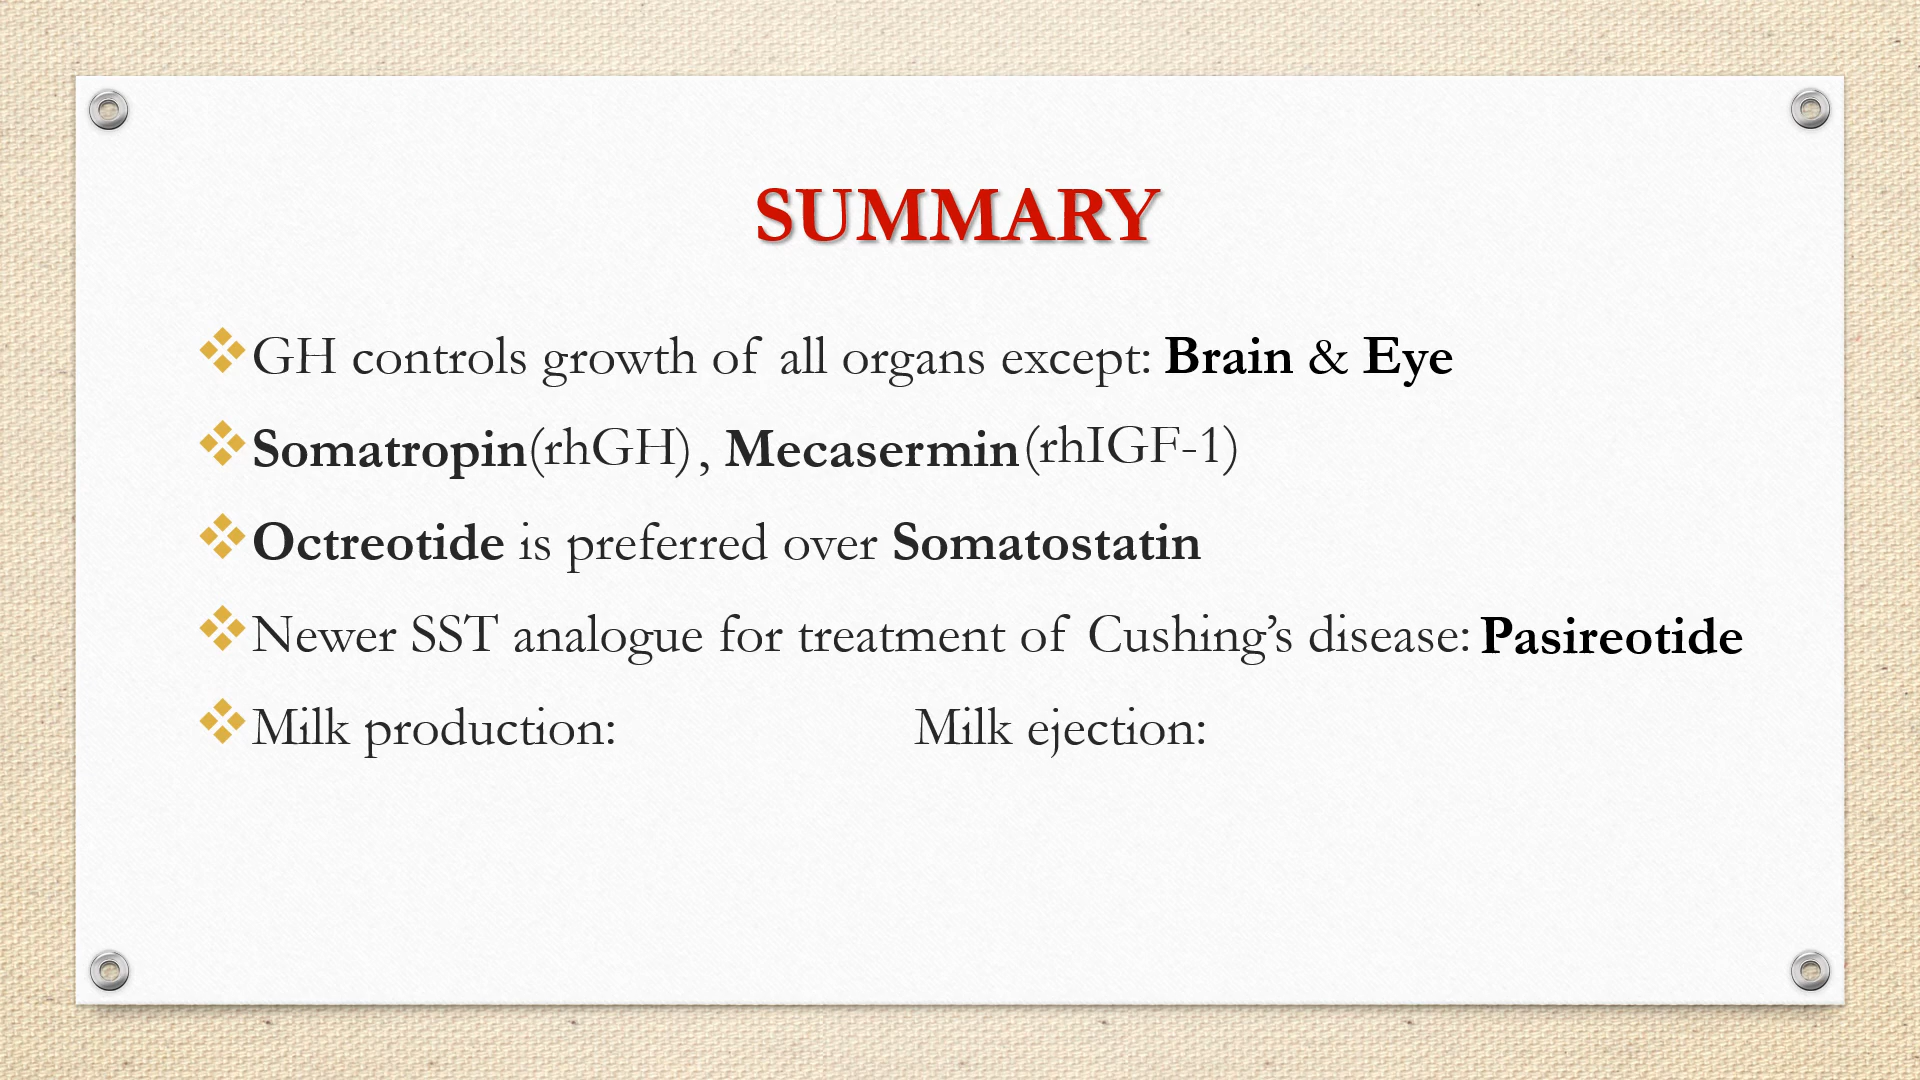 SUMMARY
❖GH controls growth of all organs except: Brain & Eye
❖Somatropin(rhGH), Mecasermin(rhIGF-1)
❖Octreotide is preferred over Somatostatin
❖Newer SST analogue for treatment of Cushing’s disease: Pasireotide
❖Milk production: Milk ejection: